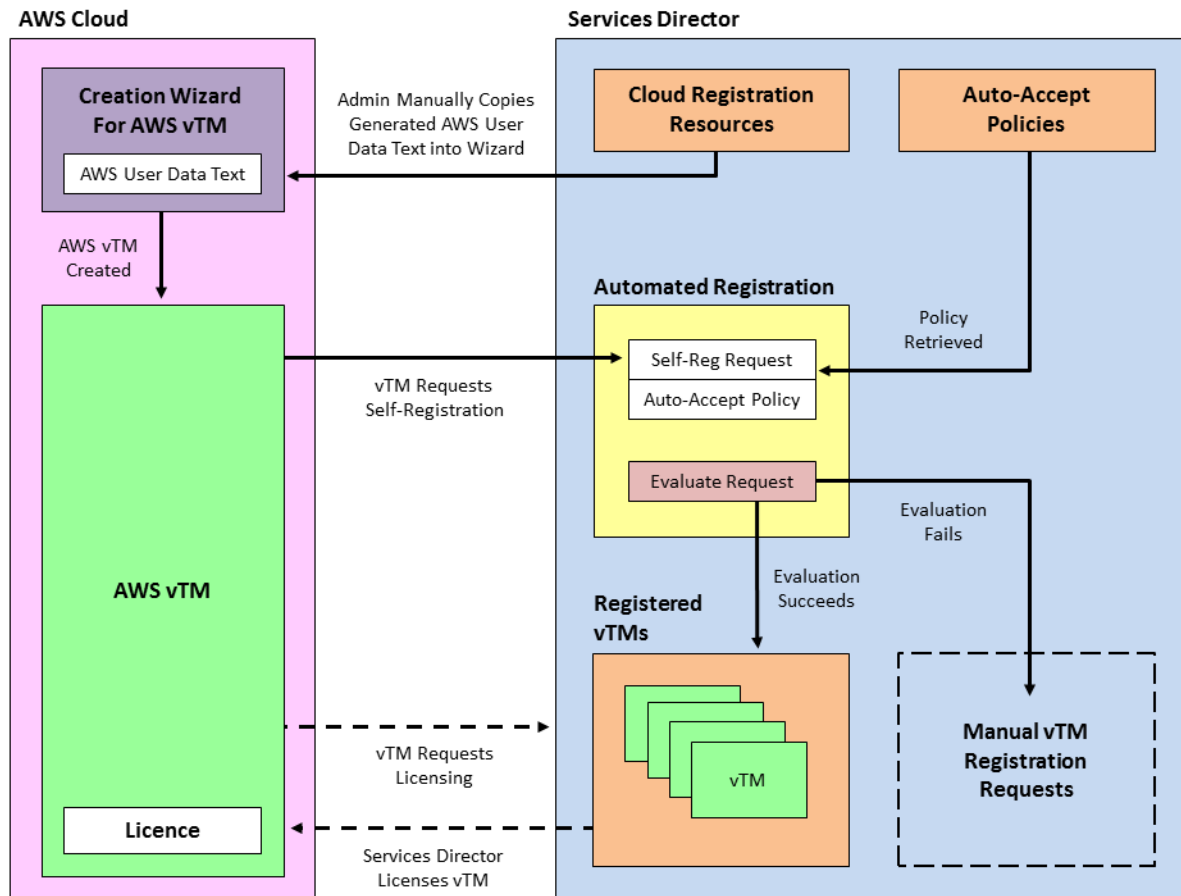 AWS Cloud
Services Director
Creation Wizard
For AWS vTM
AWS User Data Text
Admin Manually Copies
Generated AWS User
Data Text into Wizard
Cloud Registration
Resources
Auto-Accept
Policies
AWS vTM
Created
Automated Registration
Policy
Retrieved
Self-Reg Request
Auto-Accept Policy
vTM Requests
Self-Registration
Evaluate Request
Evaluation
Fails
AWS vTM
Evaluation
Succeeds
Registered
vTMs
vTM
Manual vTM
Registration
Requests
vTM Requests
Licensing
Licence
Services Director
Licenses vTM